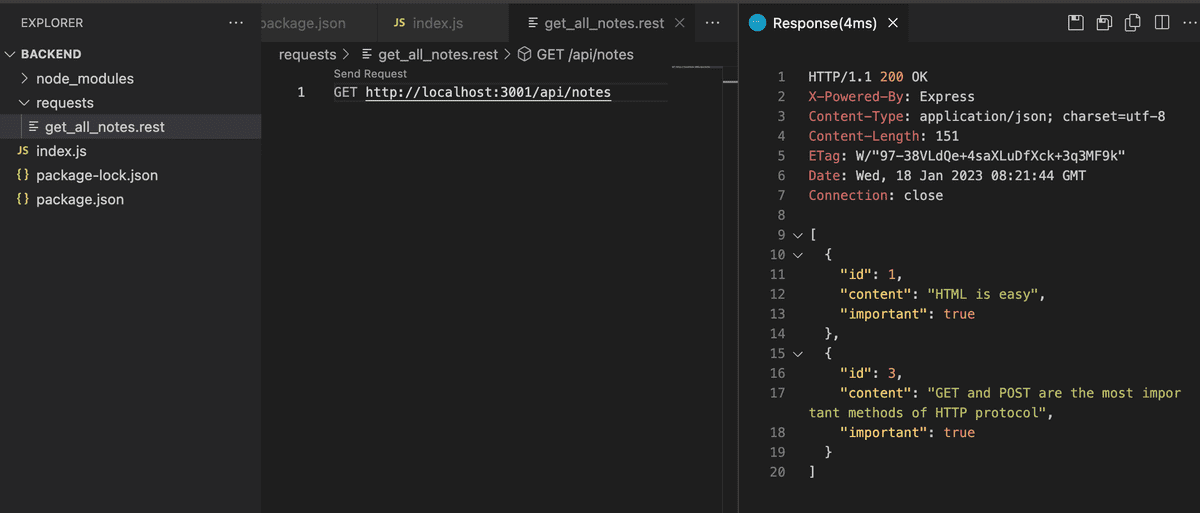 EXPLORER
BACKEND
node_modules
requests
get_all_notes.rest
JS index.js
{} package-lock.json
{} package.json
package.json
JS index.js
get_all_notes.rest
requests > get_all_notes.rest > GET /api/notes
Send Request
1 GET http://localhost:3001/api/notes
Response(4ms)
1 HTTP/1.1 200 OK
2 X-Powered-By: Express
3 Content-Type: application/json; charset=utf-8
4 Content-Length: 151
5 ETag: W/"97-38VLdQe+4saXLuDfXck+3q3MF9k"
6 Date: Wed, 18 Jan 2023 08:21:44 GMT
7 Connection: close
8
9 [
10 {
11 "id": 1,
12 "content": "HTML is easy",
13 "important": true
14 },
15 {
16 "id": 3,
17 "content": "GET and POST are the most impor
tant methods of HTTP protocol",
18 "important": true
19 }
20 ]